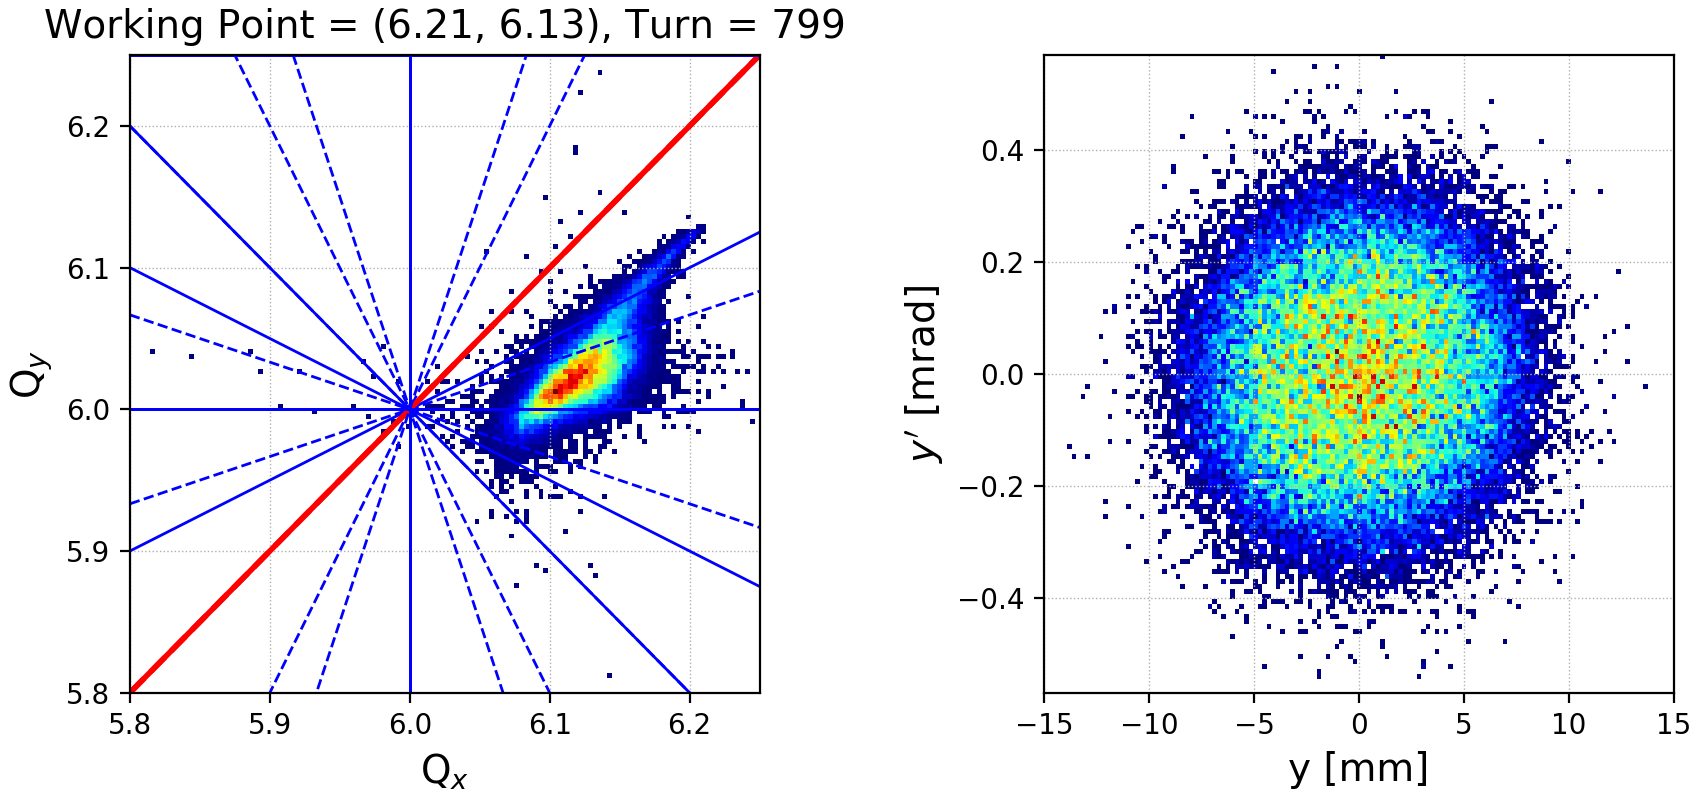 Working Point = (6.21, 6.13), Turn = 799
6.2
6.1
6.0
5.9
5.8
Q_y
5.8 5.9 6.0 6.1 6.2
Q_x
0.4
0.2
0.0
−0.2
−0.4
y′ [mrad]
−15 −10 −5 0 5 10 15
y [mm]